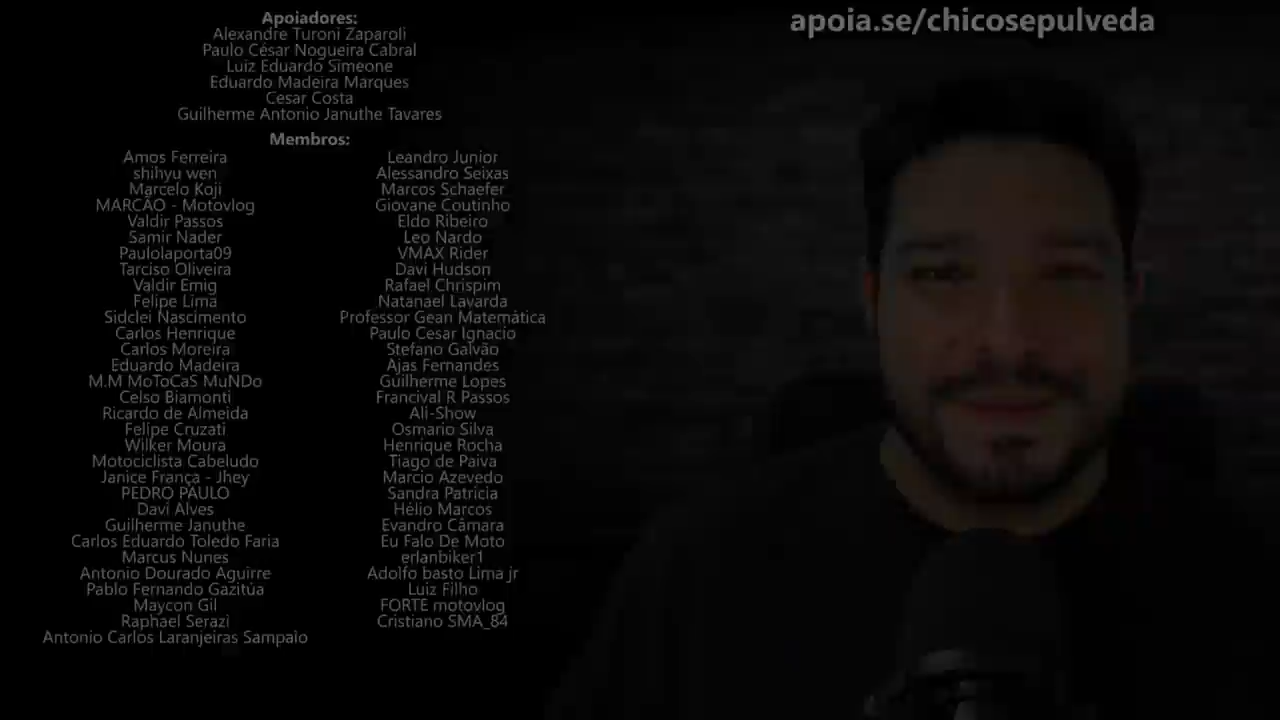 apoia.se/chicosepulveda
Apoiadores:
Alexandre Turoni Zaparoli
Paulo César Nogueira Cabral
Luiz Eduardo Simeone
Eduardo Madeira Marques
Cesar Costa
Guilherme Antonio Januthe Tavares
Membros:
Amos Ferreira
shihyu wen
Marcelo Koji
MARCÃO - Motovlog
Valdir Passos
Samir Nader
Paulolaporta09
Tarciso Oliveira
Valdir Emig
Felipe Lima
Sidclei Nascimento
Carlos Henrique
Carlos Moreira
Eduardo Madeira
M.M MoToCaS MuNDo
Celso Biamonti
Ricardo de Almeida
Felipe Cruzati
Wilker Moura
Motociclista Cabeludo
Janice França - Jhey
PEDRO PAULO
Davi Alves
Guilherme Januthe
Carlos Eduardo Toledo Faria
Marcus Nunes
Antonio Dourado Aguirre
Pablo Fernando Gazitúa
Maycon Gil
Raphael Serazi
Antonio Carlos Laranjeiras Sampaio
Leandro Junior
Alessandro Seixas
Marcos Schaefer
Giovane Coutinho
Eldo Ribeiro
Leo Nardo
VMAX Rider
Davi Hudson
Rafael Chrispim
Natanael Lavarda
Professor Gean Matemática
Paulo Cesar Ignacio
Stefano Galvão
Ajas Fernandes
Guilherme Lopes
Francival R Passos
Ali-Show
Osmario Silva
Henrique Rocha
Tiago de Paiva
Marcio Azevedo
Sandra Patricia
Hélio Marcos
Evandro Câmara
Eu Falo De Moto
erlanbiker1
Adolfo basto Lima jr
Luiz Filho
FORTE motovlog
Cristiano SMA_84